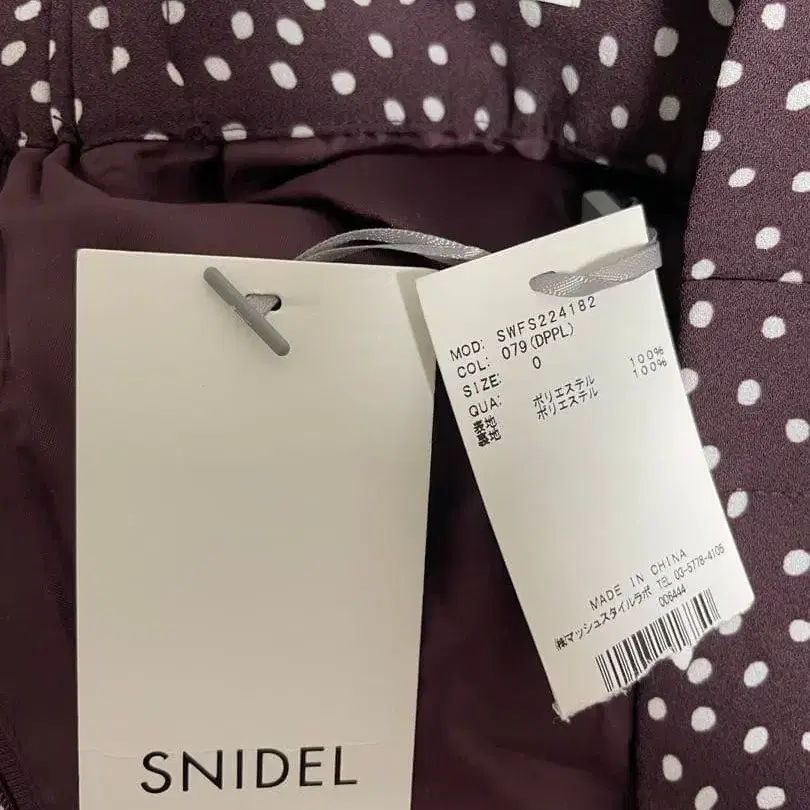 SNIDEL
MOD: SWFS224182
COL: 079(DPPL)
SIZE: 0
QUA:
表地 ポリエステル 100%
裏地 ポリエステル 100%
MADE IN CHINA
㈱マッシュスタイルラボ TEL 03-5778-4105
006444